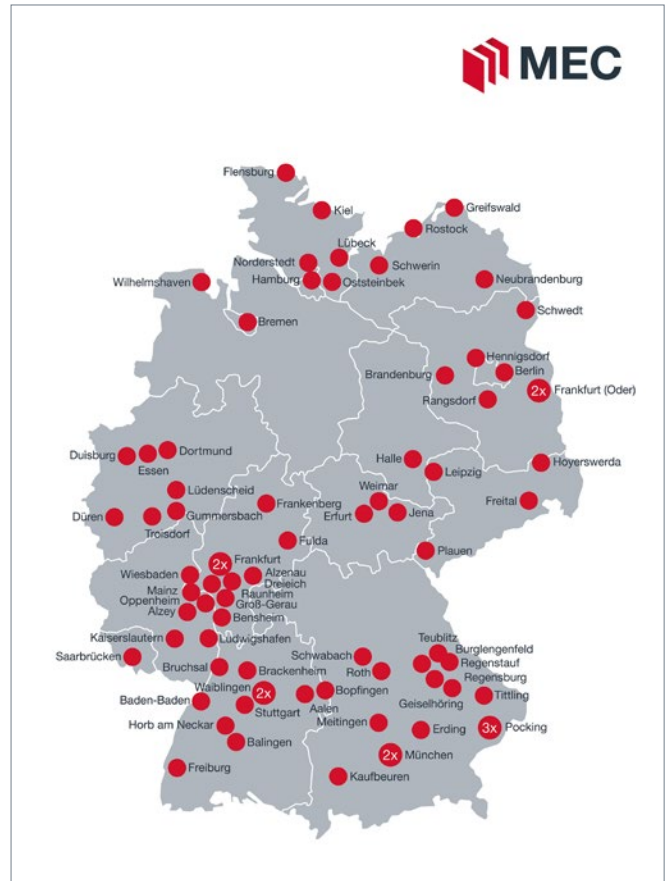 MEC
Flensburg
Kiel
Greifswald
Rostock
Lübeck
Norderstedt
Schwerin
Hamburg
Oststeinbek
Neubrandenburg
Wilhelmshaven
Schwedt
Bremen
Hennigsdorf
Brandenburg
Berlin
2x
Frankfurt (Oder)
Rangsdorf
Duisburg
Dortmund
Essen
Halle
Leipzig
Hoyerswerda
Lüdenscheid
Weimar
Frankenberg
Freital
Düren
Gummersbach
Erfurt
Jena
Troisdorf
Fulda
Plauen
2x
Frankfurt
Wiesbaden
Alzenau
Dreieich
Mainz
Raunheim
Oppenheim
Groß-Gerau
Alzey
Bensheim
Kaiserslautern
Ludwigshafen
Teublitz
Burglengenfeld
Saarbrücken
Schwabach
Regenstauf
Bruchsal
Brackenheim
Roth
Regensburg
Waiblingen
2x
Bopfingen
Geiselhöring
Tittling
Baden-Baden
Stuttgart
Aalen
Meitingen
Horb am Neckar
Erding
3x
Pocking
Balingen
2x
München
Freiburg
Kaufbeuren